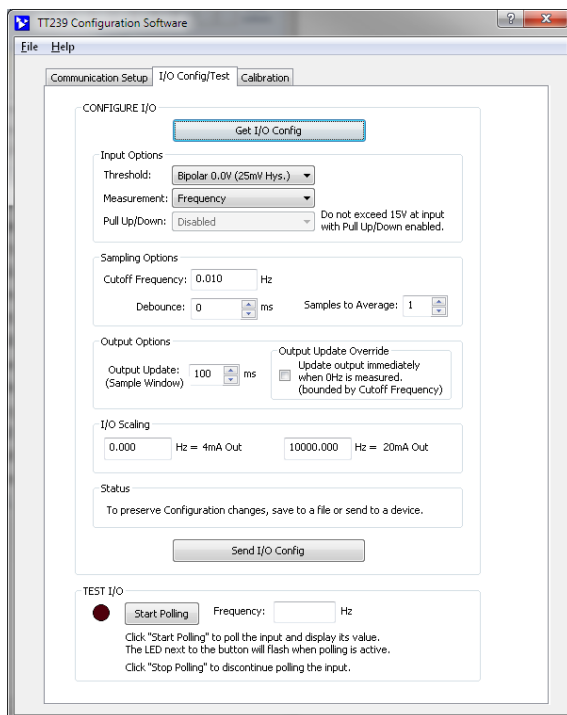 TT239 Configuration Software
File Help
Communication Setup I/O Config/Test Calibration
CONFIGURE I/O
Get I/O Config
Input Options
Threshold: Bipolar 0.0V (25mV Hys.)
Measurement: Frequency
Pull Up/Down: Disabled
Do not exceed 15V at input
with Pull Up/Down enabled.
Sampling Options
Cutoff Frequency: 0.010 Hz
Debounce: 0 ms Samples to Average: 1
Output Options
Output Update: 100 ms
(Sample Window)
Output Update Override
Update output immediately
when 0Hz is measured.
(bounded by Cutoff Frequency)
I/O Scaling
0.000 Hz = 4mA Out 10000.000 Hz = 20mA Out
Status
To preserve Configuration changes, save to a file or send to a device.
Send I/O Config
TEST I/O
Start Polling Frequency: Hz
Click "Start Polling" to poll the input and display its value.
The LED next to the button will flash when polling is active.
Click "Stop Polling" to discontinue polling the input.